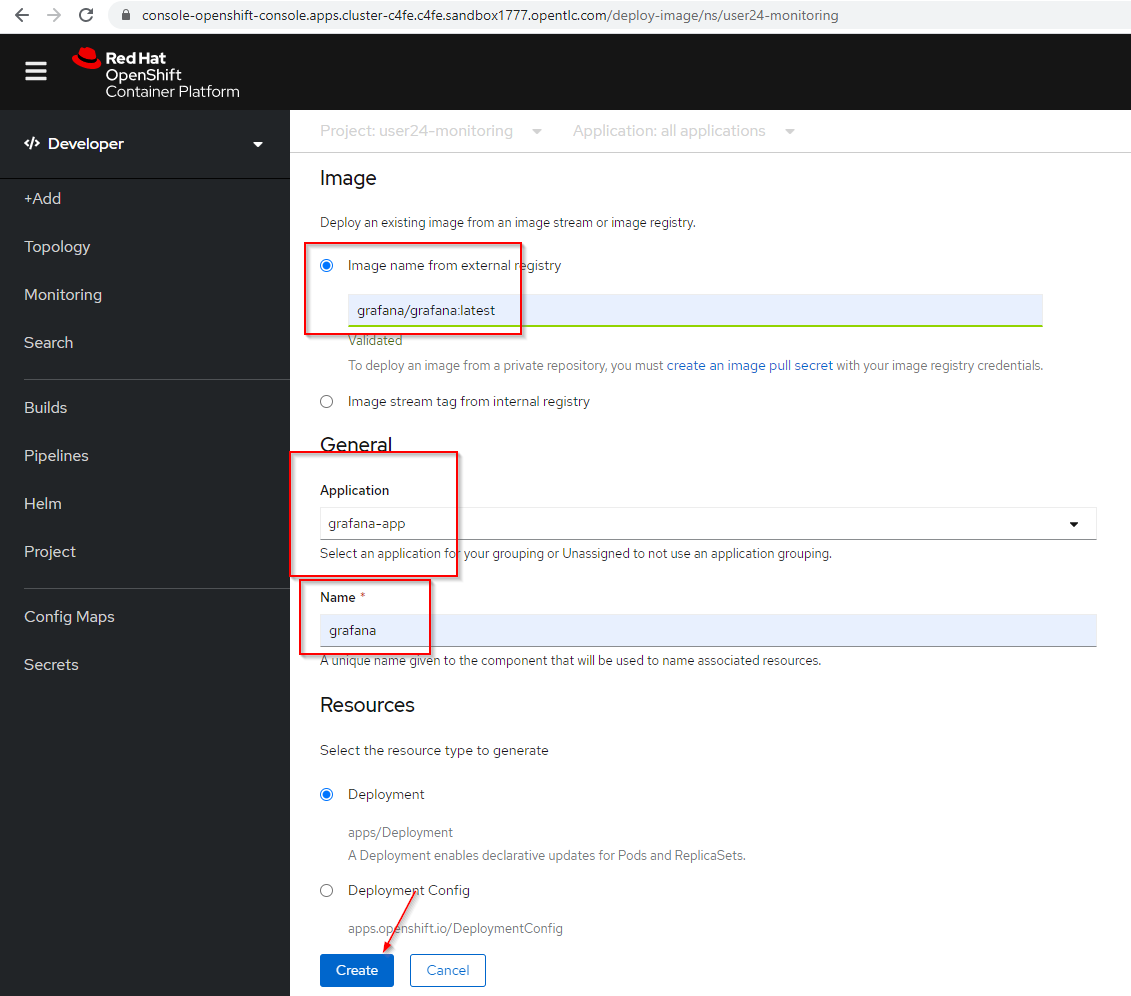 console-openshift-console.apps.cluster-c4fe.c4fe.sandbox1777.opentlc.com/deploy-image/ns/user24-monitoring
Red Hat
OpenShift
Container Platform
Developer
+Add
Topology
Monitoring
Search
Builds
Pipelines
Helm
Project
Config Maps
Secrets
Project: user24-monitoring Application: all applications
Image
Deploy an existing image from an image stream or image registry.
Image name from external registry
grafana/grafana:latest
Validated
To deploy an image from a private repository, you must create an image pull secret with your image registry credentials.
Image stream tag from internal registry
General
Application
grafana-app
Select an application for your grouping or Unassigned to not use an application grouping.
Name *
grafana
A unique name given to the component that will be used to name associated resources.
Resources
Select the resource type to generate
Deployment
apps/Deployment
A Deployment enables declarative updates for Pods and ReplicaSets.
Deployment Config
apps.openshift.io/DeploymentConfig
Create Cancel